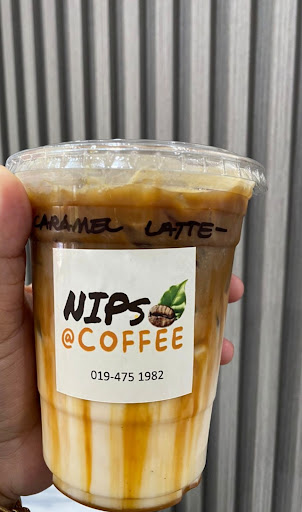 CARAMEL LATTE-
NIPS
@COFFEE
019-475 1982